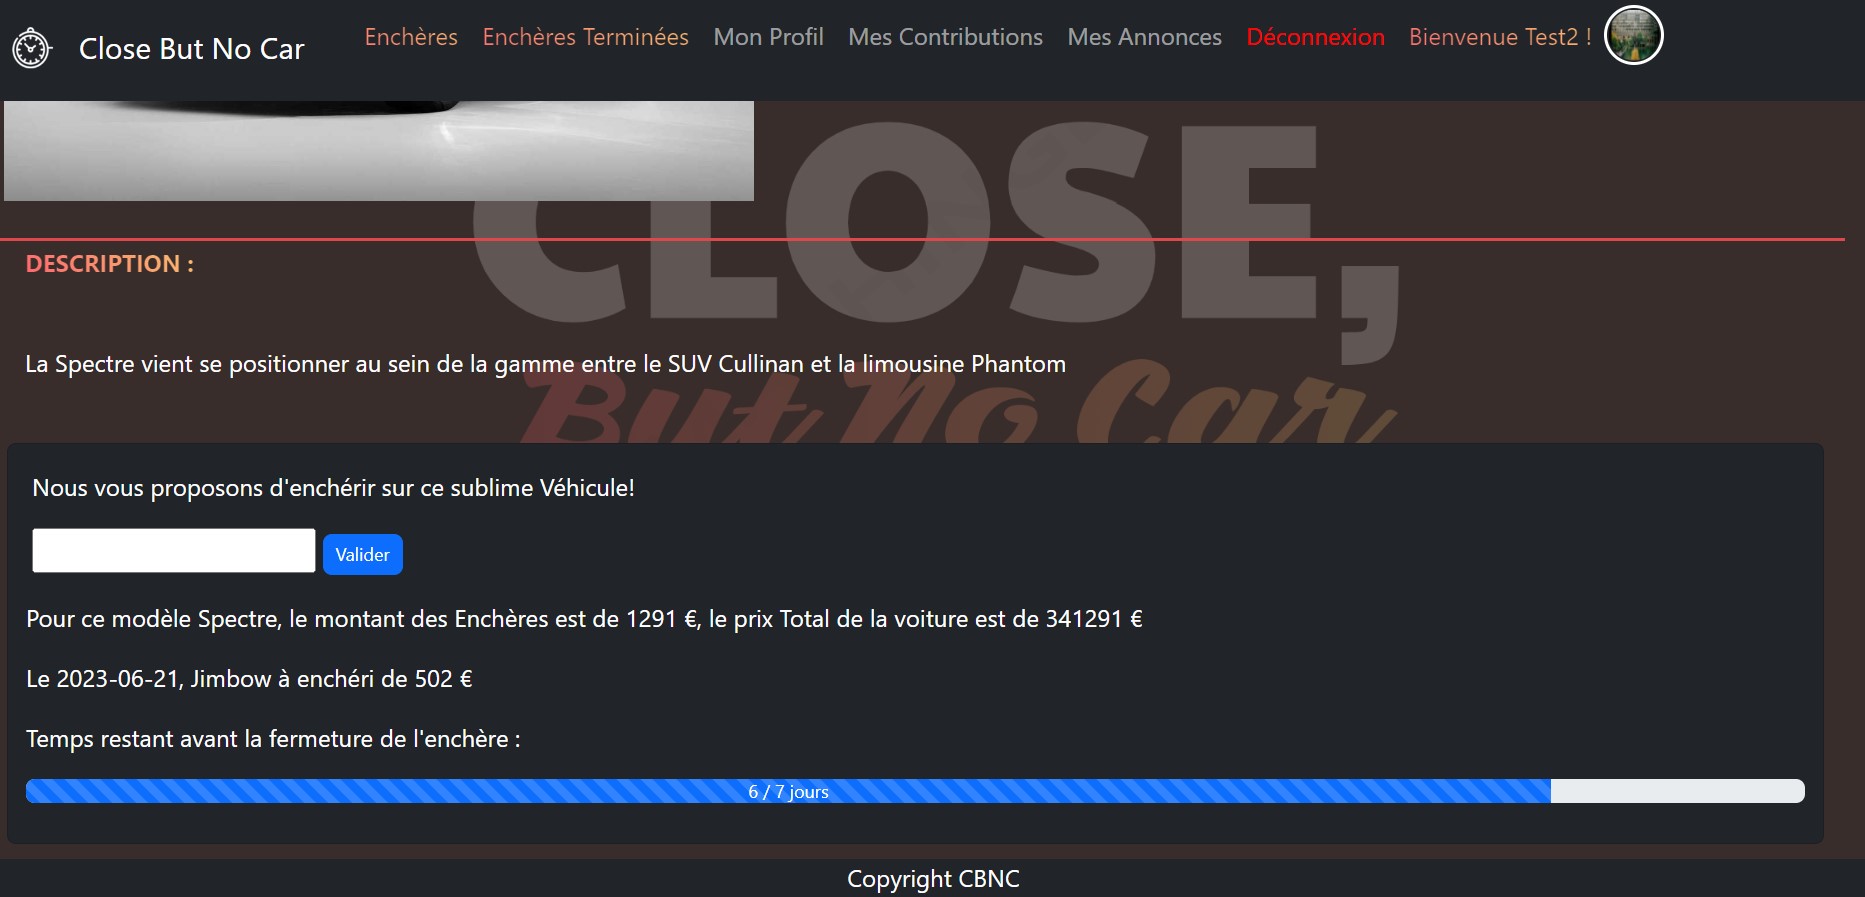 Close But No Car
Enchères Enchères Terminées Mon Profil Mes Contributions Mes Annonces Déconnexion Bienvenue Test2 !
CLOSE,
DESCRIPTION :
La Spectre vient se positionner au sein de la gamme entre le SUV Cullinan et la limousine Phantom
But No Car
Nous vous proposons d'enchérir sur ce sublime Véhicule!
Valider
Pour ce modèle Spectre, le montant des Enchères est de 1291 €, le prix Total de la voiture est de 341291 €
Le 2023-06-21, Jimbow à enchéri de 502 €
Temps restant avant la fermeture de l'enchère :
6 / 7 jours
Copyright CBNC